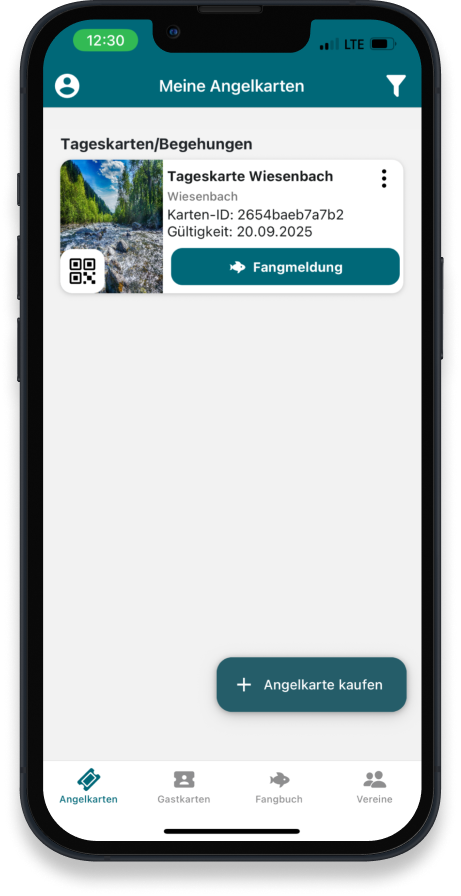 12:30
LTE
Meine Angelkarten
Tageskarten/Begehungen
Tageskarte Wiesenbach
Wiesenbach
Karten-ID: 2654baeb7a7b2
Gültigkeit: 20.09.2025
Fangmeldung
+ Angelkarte kaufen
Angelkarten
Gastkarten
Fangbuch
Vereine